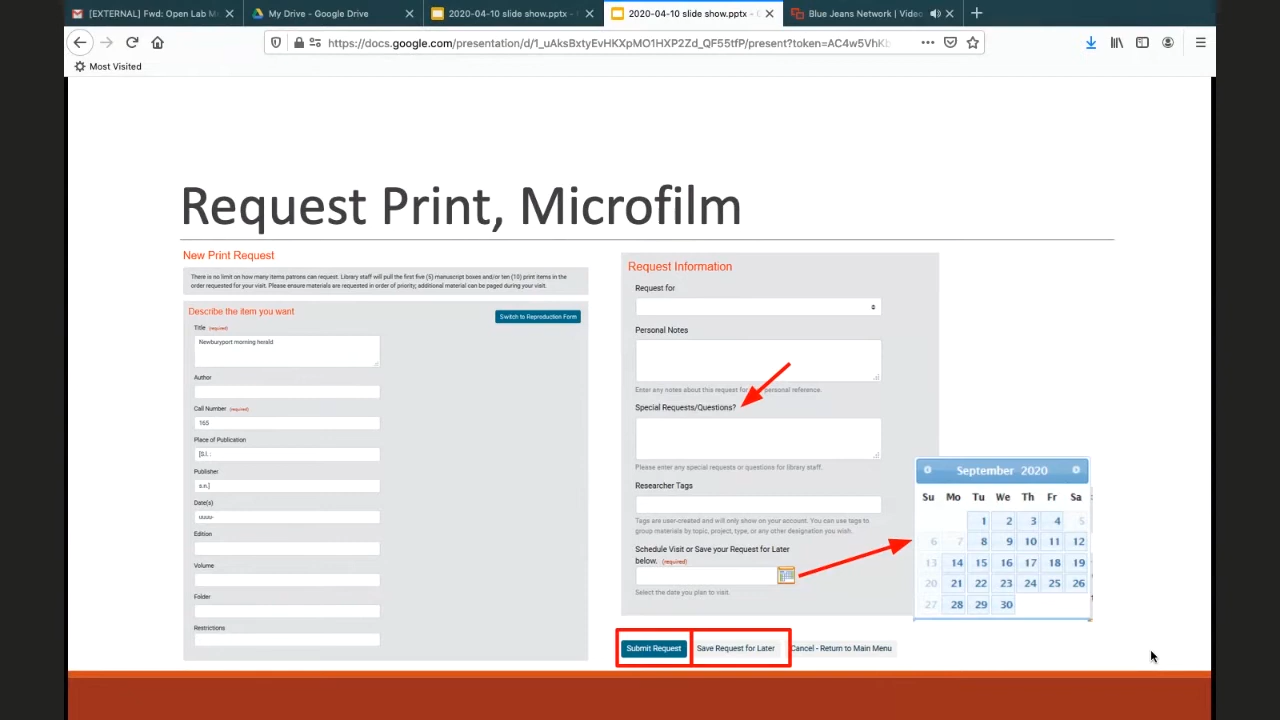 [EXTERNAL] Fwd: Open Lab M
My Drive - Google Drive
2020-04-10 slide show.pptx -
2020-04-10 slide show.pptx -
Blue Jeans Network | Video
https://docs.google.com/presentation/d/1_uAksBxtyEvHKXpMO1HXP2Zd_QF55tfP/present?token=AC4w5VhKb
Most Visited
Request Print, Microfilm
New Print Request
There is no limit on how many items patrons can request. Library staff will pull the first five (5) manuscript boxes and/or ten (10) print items in the
order requested for your visit. Please ensure materials are requested in order of priority; additional material can be paged during your visit.
Describe the item you want
Switch to Reproduction Form
Title (required)
Newburyport morning herald
Author
Call Number (required)
165
Place of Publication
[S.l. :
Publisher
s.n.]
Date(s)
uuuu-
Edition
Volume
Folder
Restrictions
Request Information
Request for
Personal Notes
Enter any notes about this request for personal reference.
Special Requests/Questions?
Please enter any special requests or questions for library staff.
Researcher Tags
Tags are user-created and will only show on your account. You can use tags to
group materials by topic, project, type, or any other designation you wish.
Schedule Visit or Save your Request for Later
below. (required)
Select the date you plan to visit.
September 2020
Su Mo Tu We Th Fr Sa
1 2 3 4 5
6 7 8 9 10 11 12
13 14 15 16 17 18 19
20 21 22 23 24 25 26
27 28 29 30
Submit Request
Save Request for Later
Cancel - Return to Main Menu